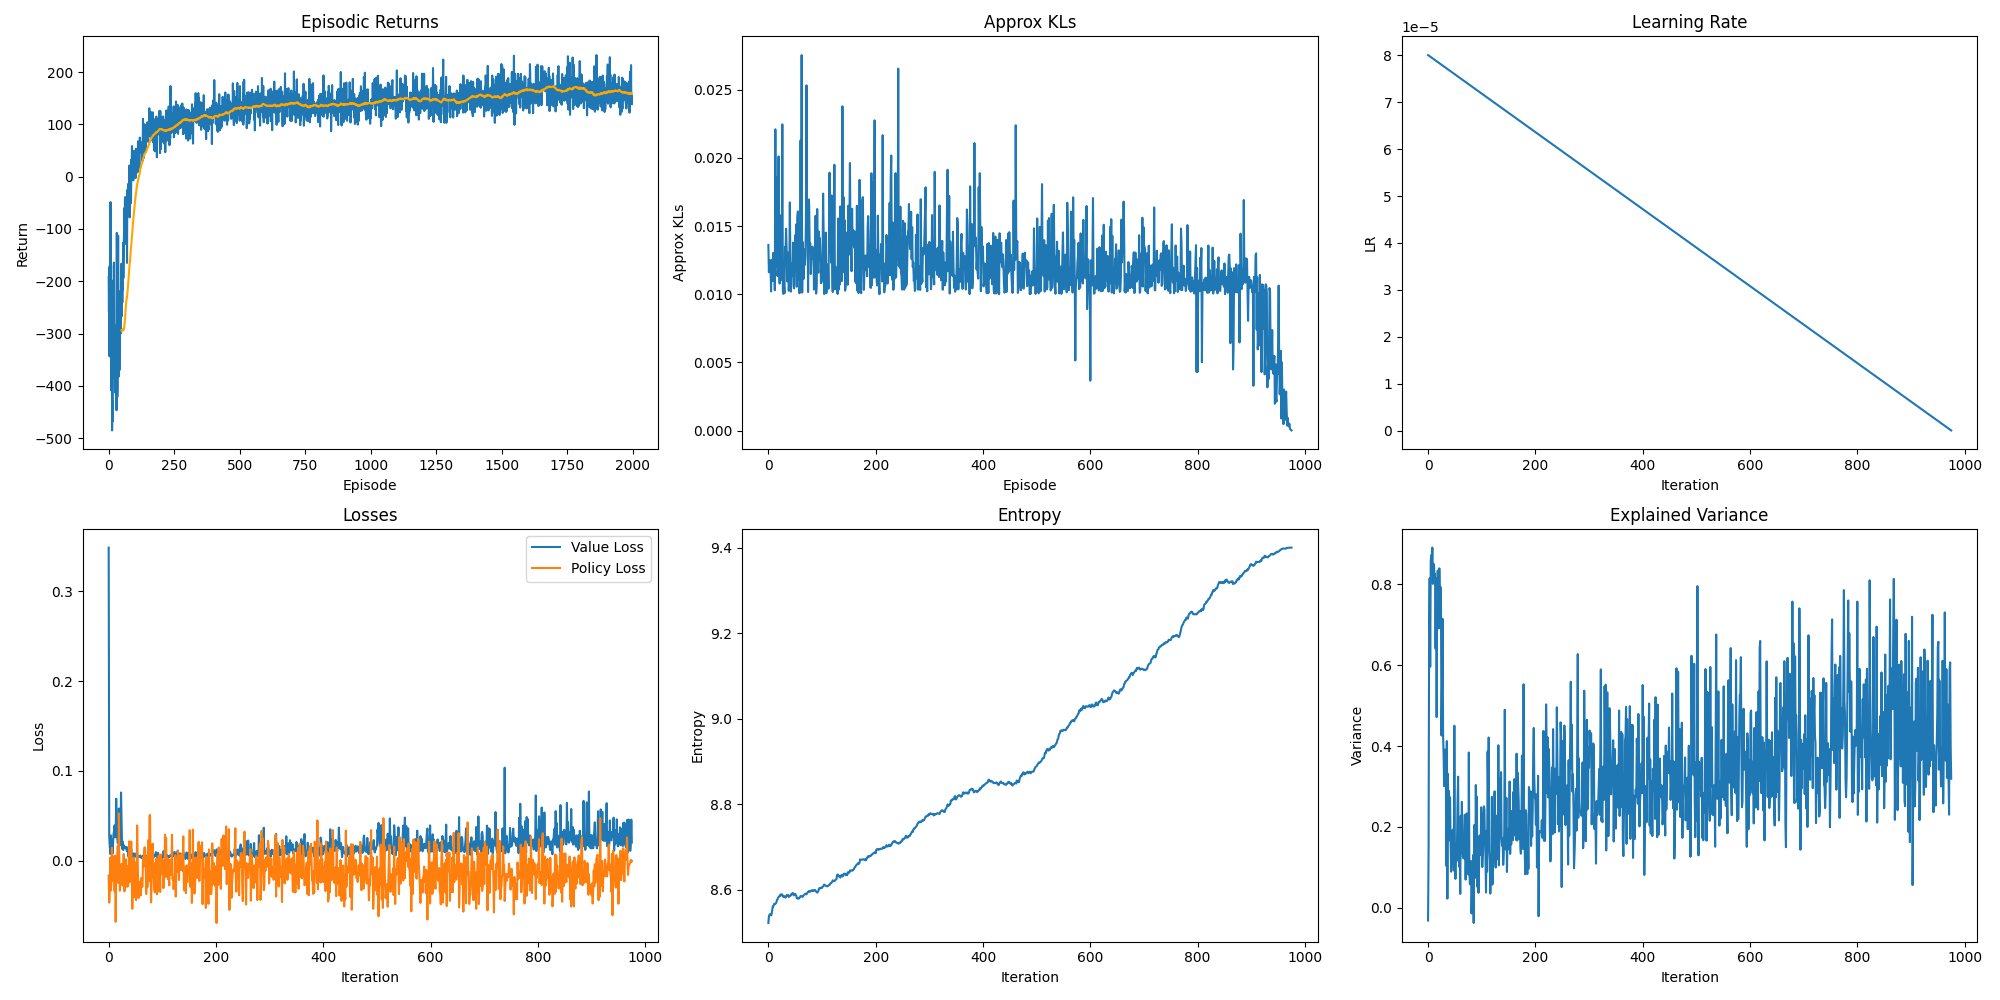 Episodic Returns
Return
200
100
0
−100
−200
−300
−400
−500
0 250 500 750 1000 1250 1500 1750 2000
Episode
Approx KLs
Approx KLs
0.025
0.020
0.015
0.010
0.005
0.000
0 200 400 600 800 1000
Episode
Learning Rate
1e−5
LR
8
7
6
5
4
3
2
1
0
0 200 400 600 800 1000
Iteration
Losses
Value Loss
Policy Loss
Loss
0.3
0.2
0.1
0.0
0 200 400 600 800 1000
Iteration
Entropy
Entropy
9.4
9.2
9.0
8.8
8.6
0 200 400 600 800 1000
Iteration
Explained Variance
Variance
0.8
0.6
0.4
0.2
0.0
0 200 400 600 800 1000
Iteration